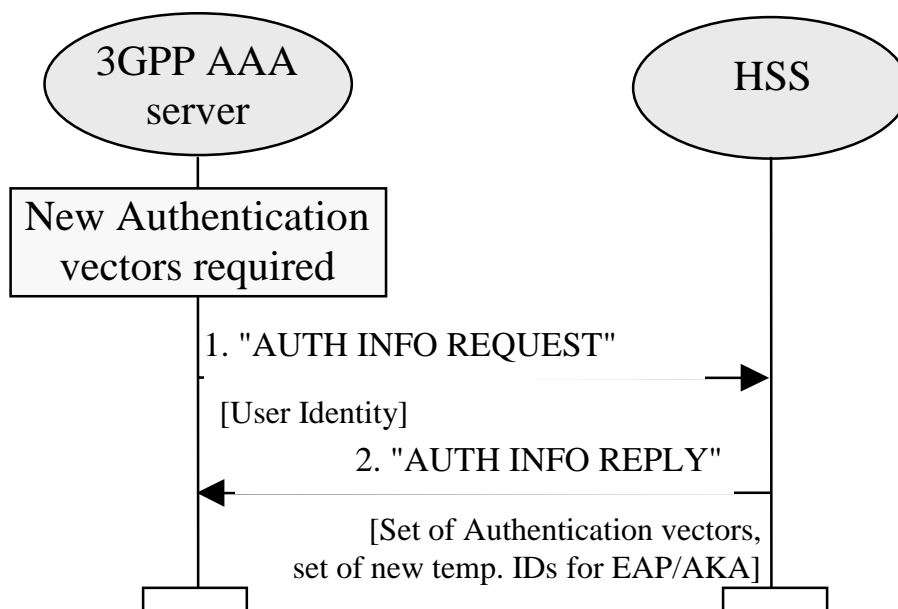 3GPP AAA
server
HSS
New Authentication
vectors required
1. "AUTH INFO REQUEST"
[User Identity]
2. "AUTH INFO REPLY"
[Set of Authentication vectors,
set of new temp. IDs for EAP/AKA]